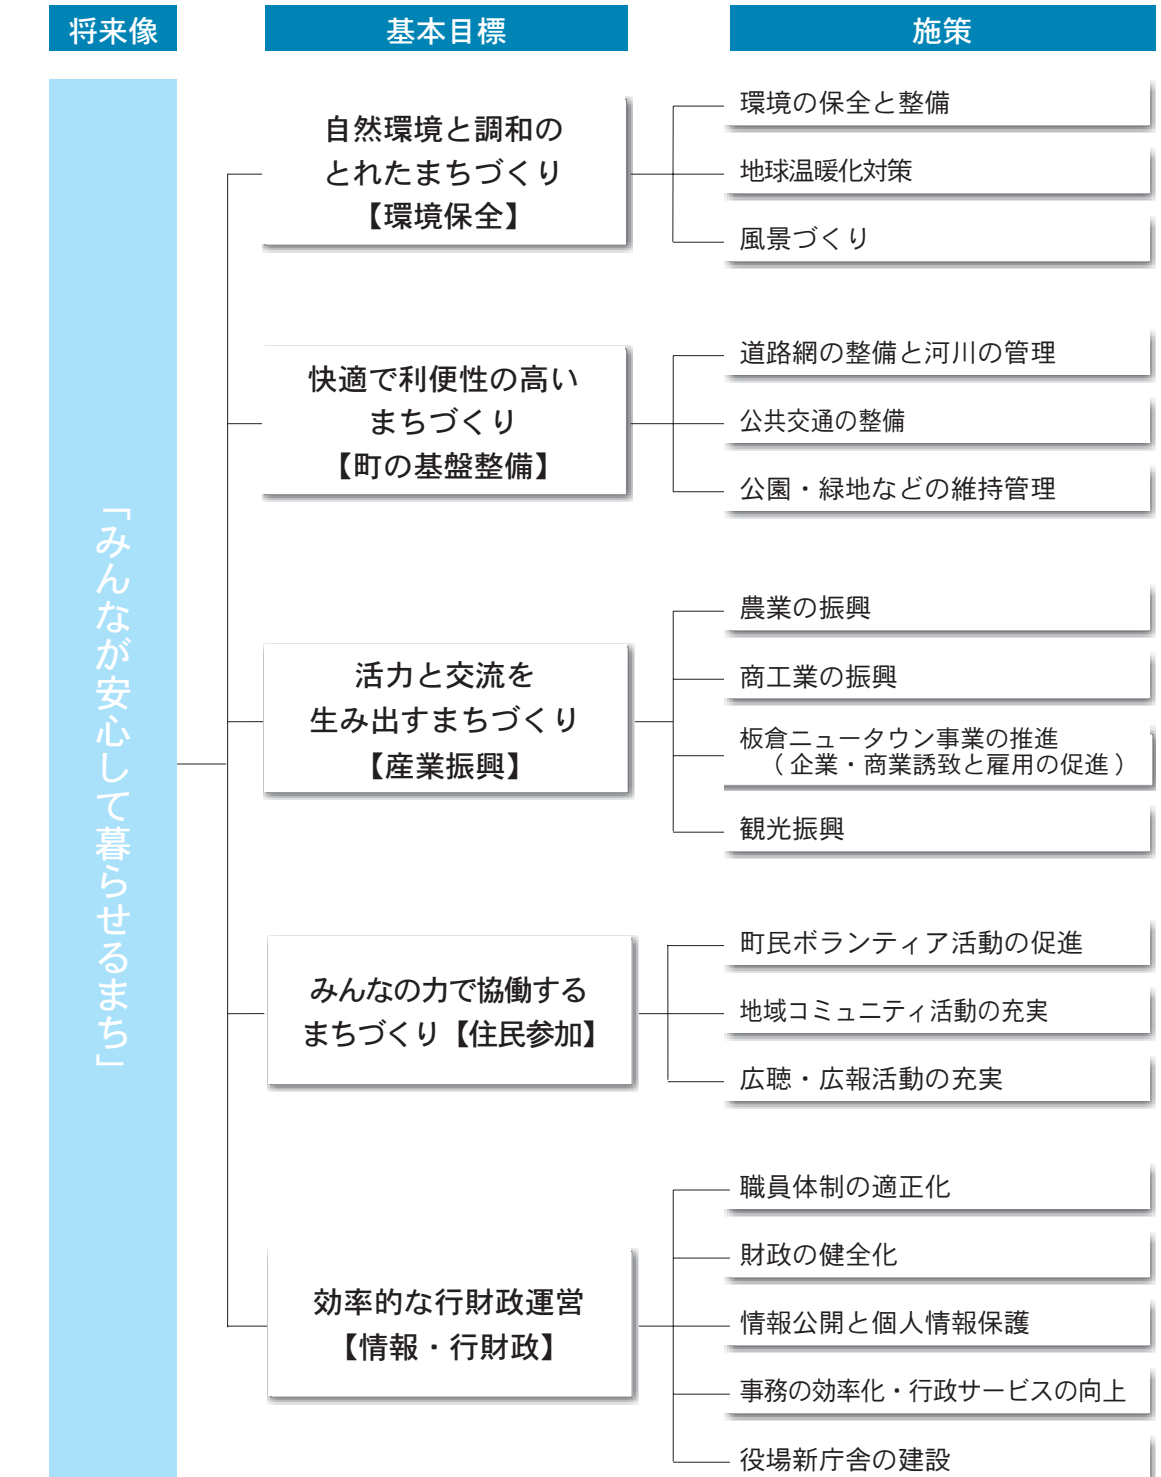 将来像
基本目標
施策
「みんなが安心して暮らせるまち」
自然環境と調和の
とれたまちづくり
【環境保全】
環境の保全と整備
地球温暖化対策
風景づくり
快適で利便性の高い
まちづくり
【町の基盤整備】
道路網の整備と河川の管理
公共交通の整備
公園・緑地などの維持管理
活力と交流を
生み出すまちづくり
【産業振興】
農業の振興
商工業の振興
板倉ニュータウン事業の推進
（企業・商業誘致と雇用の促進）
観光振興
みんなの力で協働する
まちづくり【住民参加】
町民ボランティア活動の促進
地域コミュニティ活動の充実
広聴・広報活動の充実
効率的な行財政運営
【情報・行財政】
職員体制の適正化
財政の健全化
情報公開と個人情報保護
事務の効率化・行政サービスの向上
役場新庁舎の建設